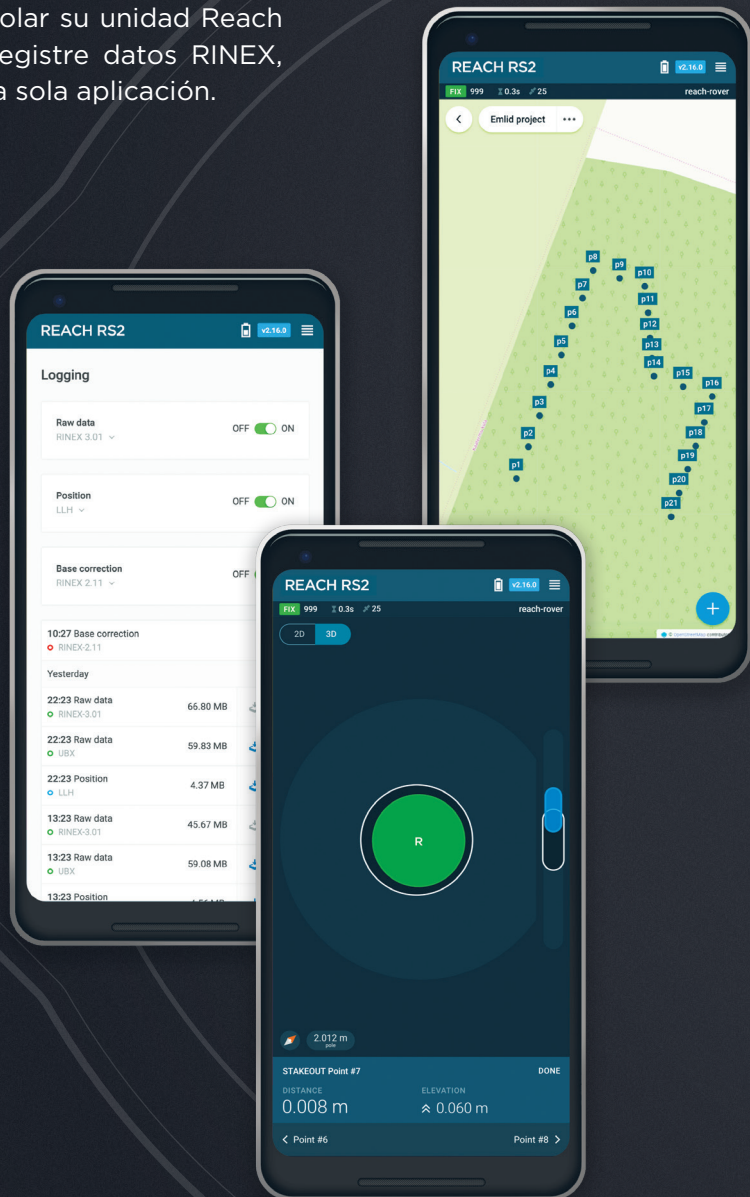 olar su unidad Reach
egistre datos RINEX,
a sola aplicación.
REACH RS2
v2.16.0
FIX 999 0.3s 25 reach-rover
Emlid project
p8
p9
p10
p7
p11
p6
p12
p5
p13
p14
p4
p15
p16
p3
p17
p2
p18
p19
p1
p20
p21
+
© OpenStreetMap
REACH RS2
v2.16.0
Logging
Raw data
RINEX 3.01
OFF ON
Position
LLH
OFF ON
Base correction
RINEX 2.11
OFF
10:27 Base correction
RINEX-2.11
Yesterday
22:23 Raw data 66.80 MB
RINEX-3.01
22:23 Raw data 59.83 MB
UBX
22:23 Position 4.37 MB
LLH
13:23 Raw data 45.67 MB
RINEX-3.01
13:23 Raw data 59.08 MB
UBX
13:23 Position
REACH RS2
v2.16.0
FIX 999 0.3s 25 reach-rover
2D 3D
R
2.012 m
pole
STAKEOUT Point #7 DONE
DISTANCE ELEVATION
0.008 m 0.060 m
Point #6 Point #8